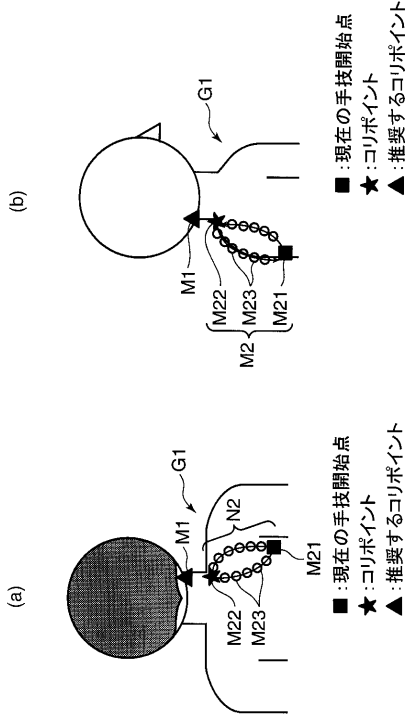 (a)
M1
G1
N2
M22
M23
M21
■:現在の手技開始点
★:コリポイント
▲:推奨するコリポイント
(b)
G1
M1
M22
M23
M21
M2
■:現在の手技開始点
★:コリポイント
▲:推奨するコリポイント